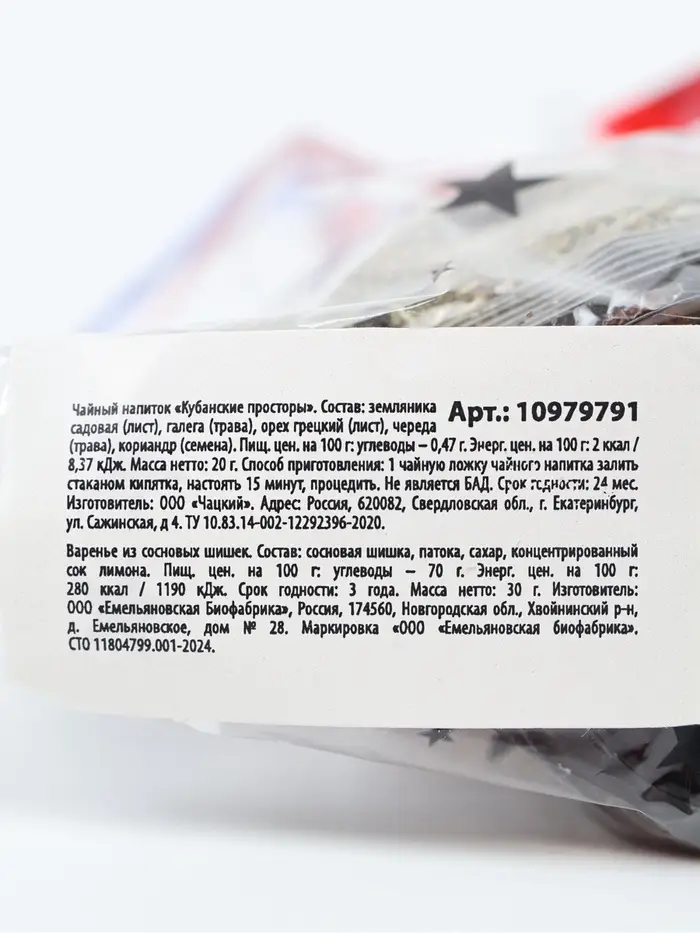 Чайный напиток «Кубанские просторы». Состав: земляника
Арт.: 10979791
садовая (лист), галега (трава), орех грецкий (лист), череда
(трава), кориандр (семена). Пищ. цен. на 100 г: углеводы – 0,47 г. Энерг. цен. на 100 г: 2 ккал /
8,37 кДж. Масса нетто: 20 г. Способ приготовления: 1 чайную ложку чайного напитка залить
стаканом кипятка, настоять 15 минут, процедить. Не является БАД. Срок годности: 24 мес.
Изготовитель: ООО «Чацкий». Адрес: Россия, 620082, Свердловская обл., г. Екатеринбург,
ул. Сажинская, д 4. ТУ 10.83.14-002-12292396-2020.
Варенье из сосновых шишек. Состав: сосновая шишка, патока, сахар, концентрированный
сок лимона. Пищ. цен. на 100 г: углеводы – 70 г. Энерг. цен. на 100 г:
280 ккал / 1190 кДж. Срок годности: 3 года. Масса нетто: 30 г. Изготовитель:
ООО «Емельяновская Биофабрика», Россия, 174560, Новгородская обл., Хвойнинский р-н,
д. Емельяновское, дом № 28. Маркировка «ООО «Емельяновская биофабрика».
СТО 11804799.001-2024.